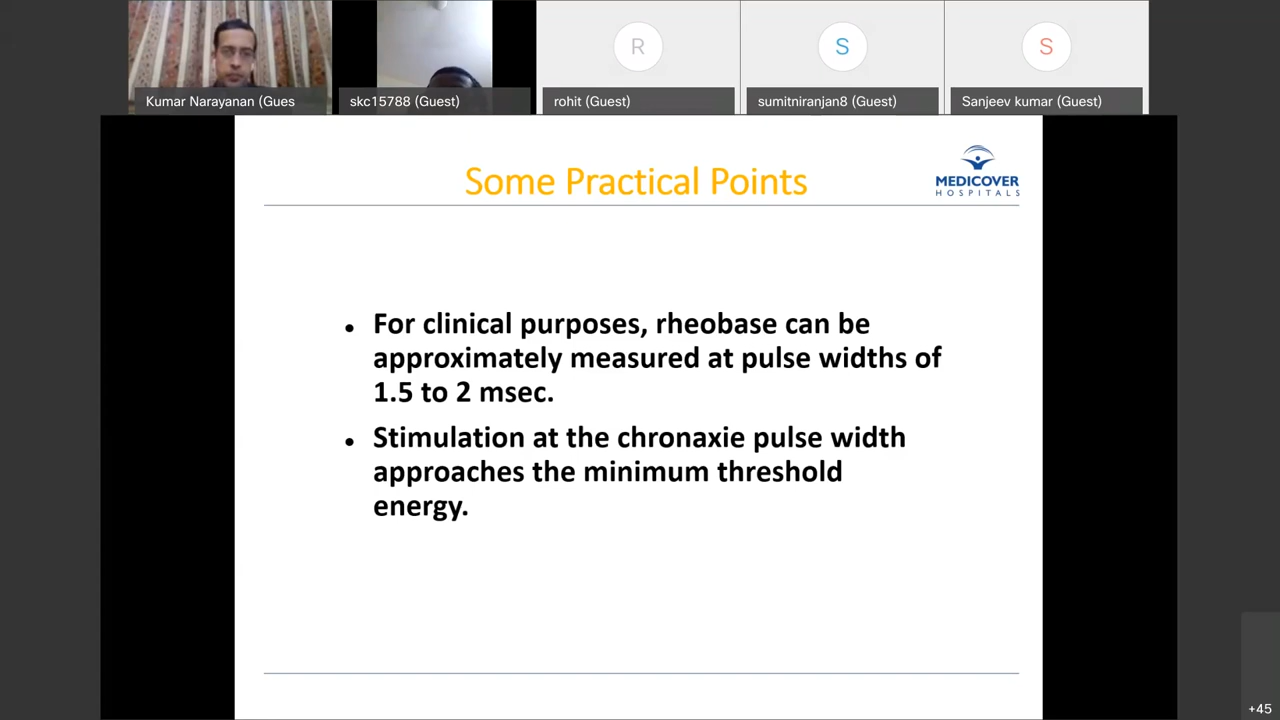 R
S
S
Kumar Narayanan (Gues
skc15788 (Guest)
rohit (Guest)
sumitniranjan8 (Guest)
Sanjeev kumar (Guest)
Some Practical Points
MEDICOVER
HOSPITALS
• For clinical purposes, rheobase can be
approximately measured at pulse widths of
1.5 to 2 msec.
• Stimulation at the chronaxie pulse width
approaches the minimum threshold
energy.
+45